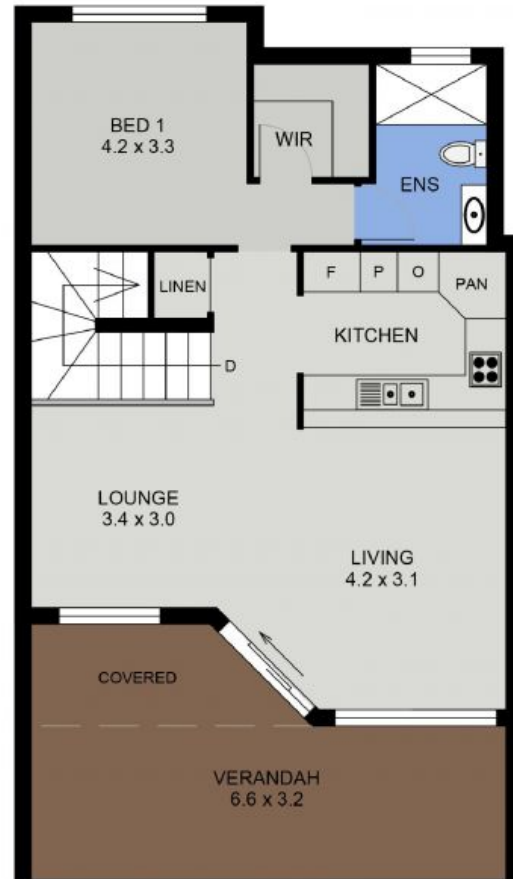 BED 1
4.2 x 3.3
WIR
ENS
LINEN
F
P
O
PAN
KITCHEN
D
LOUNGE
3.4 x 3.0
LIVING
4.2 x 3.1
COVERED
VERANDAH
6.6 x 3.2